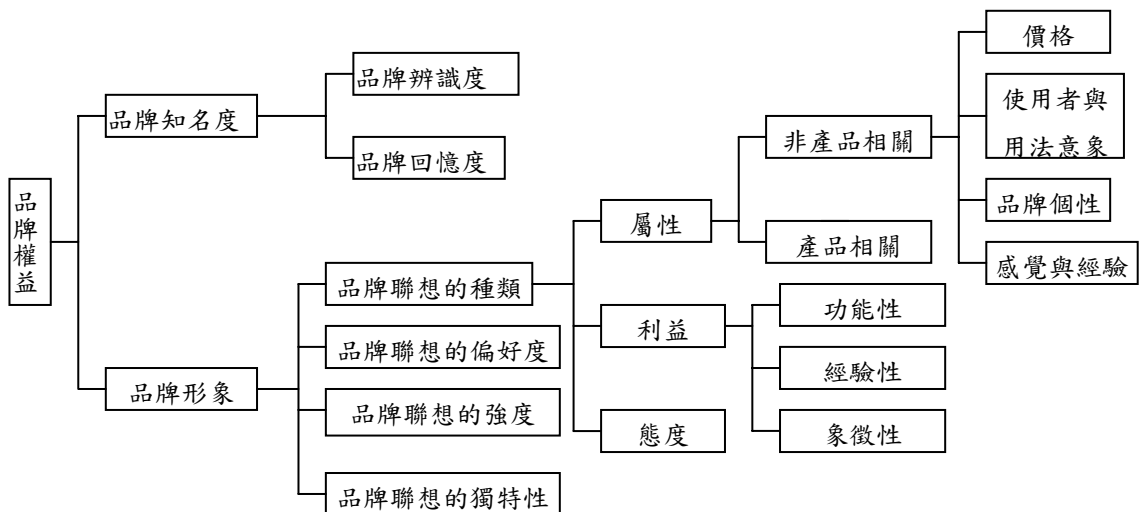 品牌權益
品牌知名度
品牌辨識度
品牌回憶度
品牌形象
品牌聯想的種類
品牌聯想的偏好度
品牌聯想的強度
品牌聯想的獨特性
屬性
利益
態度
非產品相關
產品相關
功能性
經驗性
象徵性
價格
使用者與
用法意象
品牌個性
感覺與經驗